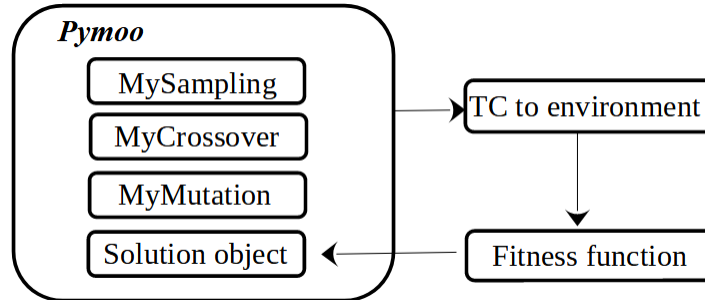 Pymoo
MySampling
MyCrossover
MyMutation
Solution object
TC to environment
Fitness function